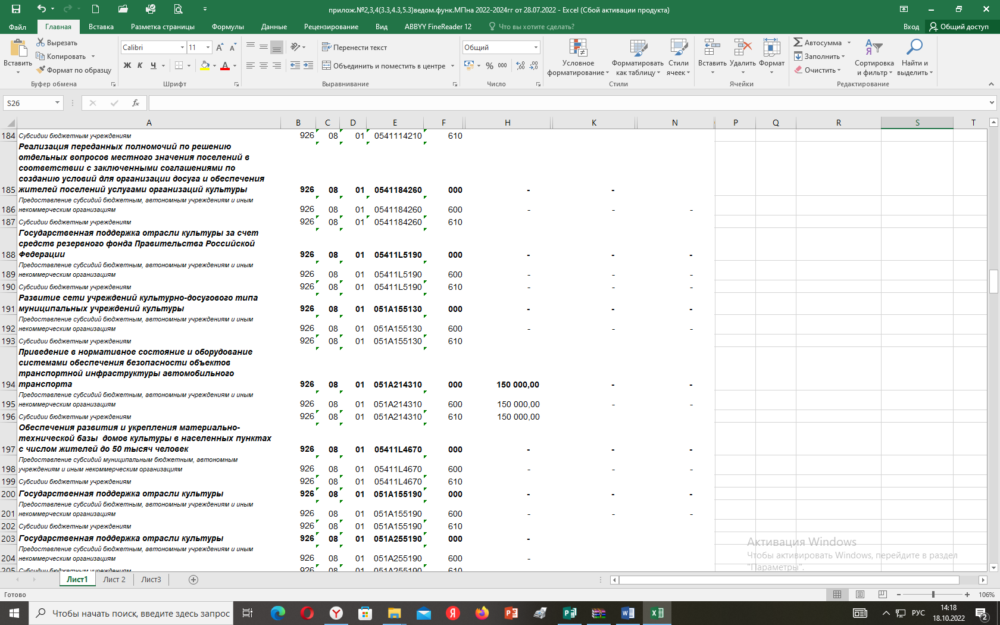 прилож.№2,3,4(3.3,4.3,5.3)ведом.функ.МПна 2022-2024гг от 28.07.2022 - Excel (Сбой активации продукта)
Файл Главная Вставка Разметка страницы Формулы Данные Рецензирование Вид ABBYY FineReader 12 Что вы хотите сделать? Вход Общий доступ
Вставить
Вырезать
Копировать
Формат по образцу
Буфер обмена
Calibri 11
Ж К Ч
Шрифт
Перенести текст
Объединить и поместить в центре
Выравнивание
Общий
% 000
Число
Условное форматирование
Форматировать как таблицу
Стили ячеек
Стили
Вставить Удалить Формат
Ячейки
Автосумма
Заполнить
Очистить
Сортировка и фильтр
Найти и выделить
Редактирование
S26 fx
A B C D E F H K N P Q R S T
184 Субсидии бюджетным учреждениям 926 08 01 0541114210 610
Реализация переданных полномочий по решению
отдельных вопросов местного значения поселений в
соответствии с заключенными соглашениями по
созданию условий для организации досуга и обеспечения
185 жителей поселений услугами организаций культуры 926 08 01 0541184260 000 - -
Предоставление субсидий бюджетным, автономным учреждениям и иным
186 некоммерческим организациям 926 08 01 0541184260 600 - - -
187 Субсидии бюджетным учреждениям 926 08 01 0541184260 610
Государственная поддержка отрасли культуры за счет
средств резервного фонда Правительства Российской
188 Федерации 926 08 01 05411L5190 000 - - -
Предоставление субсидий бюджетным, автономным учреждениям и иным
189 некоммерческим организациям 926 08 01 05411L5190 600 - - -
190 Субсидии бюджетным учреждениям 926 08 01 05411L5190 610 - - -
Развитие сети учреждений культурно-досугового типа
191 муниципальных учреждений культуры 926 08 01 051A155130 000 - - -
Предоставление субсидий бюджетным, автономным учреждениям и иным
192 некоммерческим организациям 926 08 01 051A155130 600 - - -
193 Субсидии бюджетным учреждениям 926 08 01 051A155130 610
Приведение в нормативное состояние и оборудование
системами обеспечения безопасности объектов
транспортной инфраструктуры автомобильного
194 транспорта 926 08 01 051A214310 000 150 000,00 - -
Предоставление субсидий бюджетным, автономным учреждениям и иным
195 некоммерческим организациям 926 08 01 051A214310 600 150 000,00 - -
196 Субсидии бюджетным учреждениям 926 08 01 051A214310 610 150 000,00
Обеспечения развития и укрепления материально-
технической базы домов культуры в населенных пунктах
197 с числом жителей до 50 тысяч человек 926 08 01 05411L4670 000 - - -
Предоставление субсидий муниципальным бюджетным, автономным
198 учреждениям и иным некоммерческим организациям 926 08 01 05411L4670 600 - - -
199 Субсидии бюджетным учреждениям 926 08 01 05411L4670 610
200 Государственная поддержка отрасли культуры 926 08 01 051A155190 000 - - -
Предоставление субсидий бюджетным, автономным учреждениям и иным
201 некоммерческим организациям 926 08 01 051A155190 600 - - -
202 Субсидии бюджетным учреждениям 926 08 01 051A155190 610
203 Государственная поддержка отрасли культуры 926 08 01 051A255190 000 -
Предоставление субсидий бюджетным, автономным учреждениям и иным
204 некоммерческим организациям 926 08 01 051A255190 600 -
205 Субсидии бюджетным учреждениям 926 08 01 051A255190 610
Активация Windows
Чтобы активировать Windows, перейдите в раздел
"Параметры".
Лист1 Лист 2 Лист3
Готово 106%
Чтобы начать поиск, введите здесь запрос
РУС
14:18
18.10.2022
2